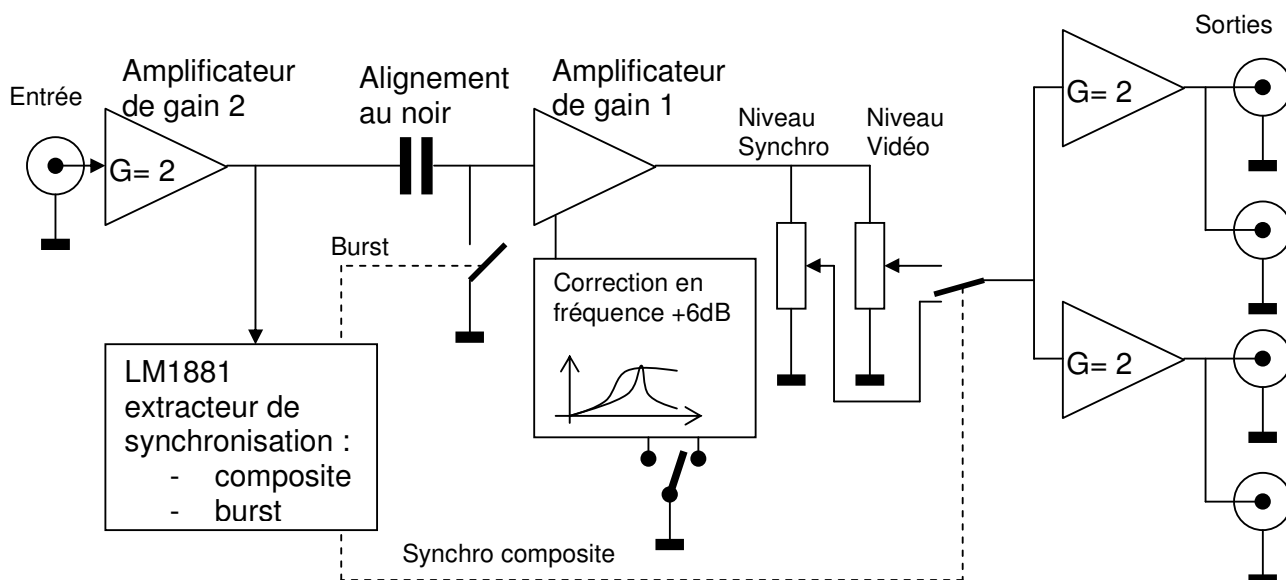 Entrée
Amplificateur
de gain 2
G= 2
Alignement
au noir
Amplificateur
de gain 1
Niveau
Synchro
Niveau
Vidéo
G= 2
Sorties
Burst
Correction en
fréquence +6dB
G= 2
LM1881
extracteur de
synchronisation :
- composite
- burst
Synchro composite